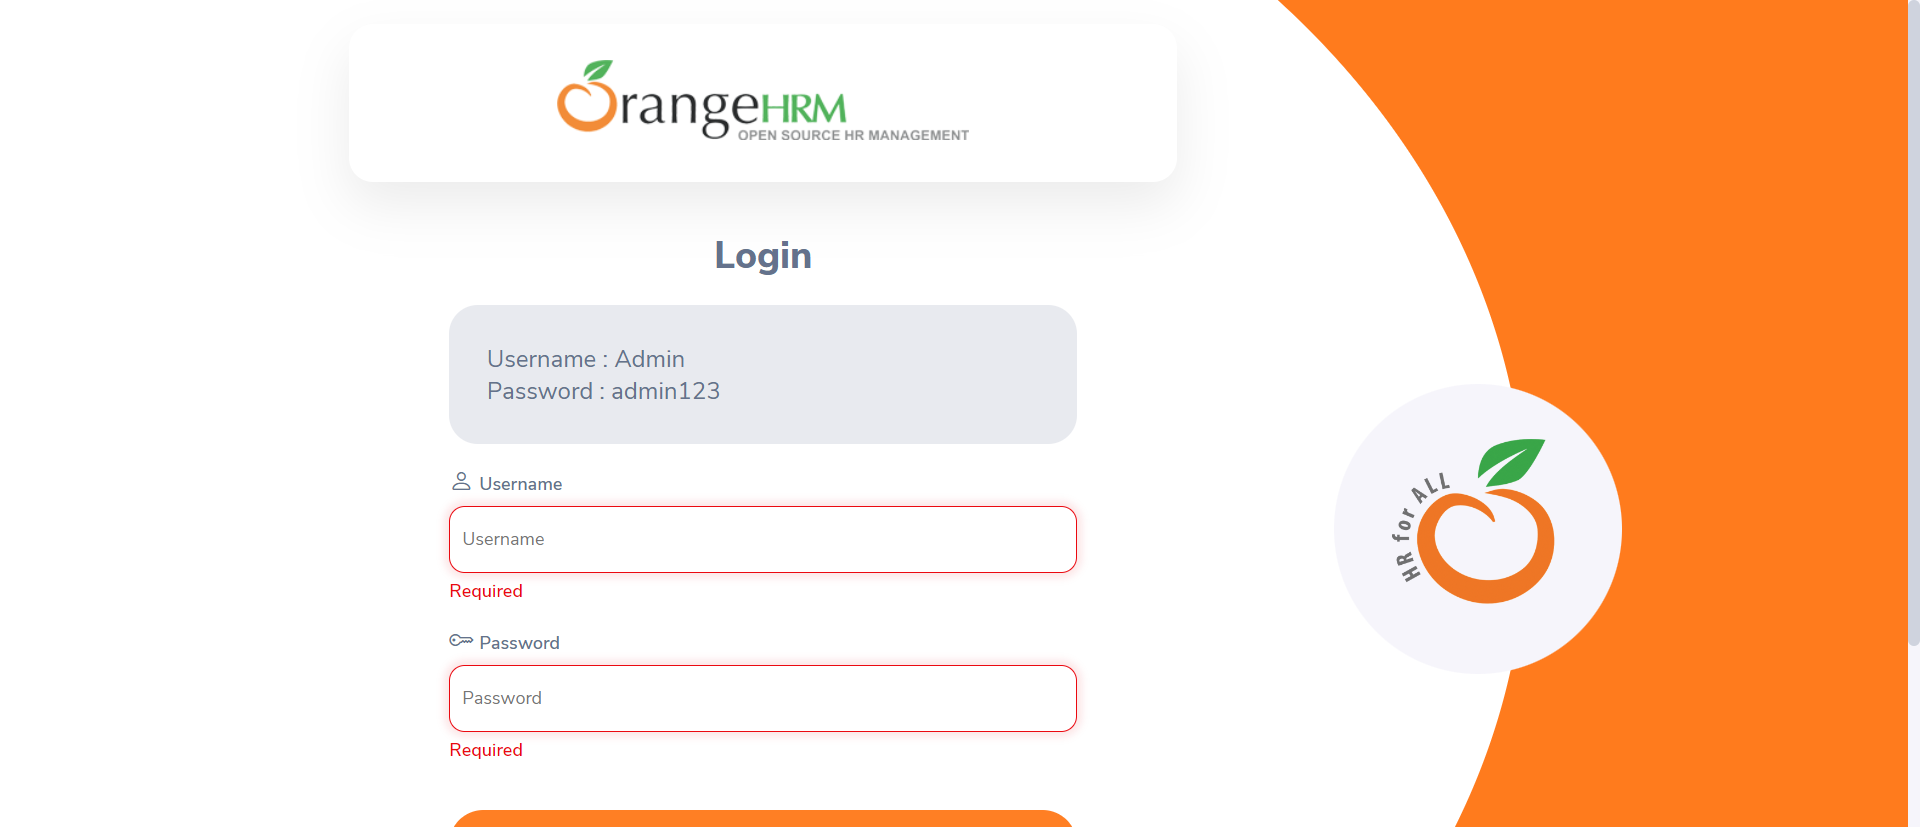 OrangeHRM
OPEN SOURCE HR MANAGEMENT
Login
Username : Admin
Password : admin123
Username
Username
Required
Password
Password
Required
HR for ALL